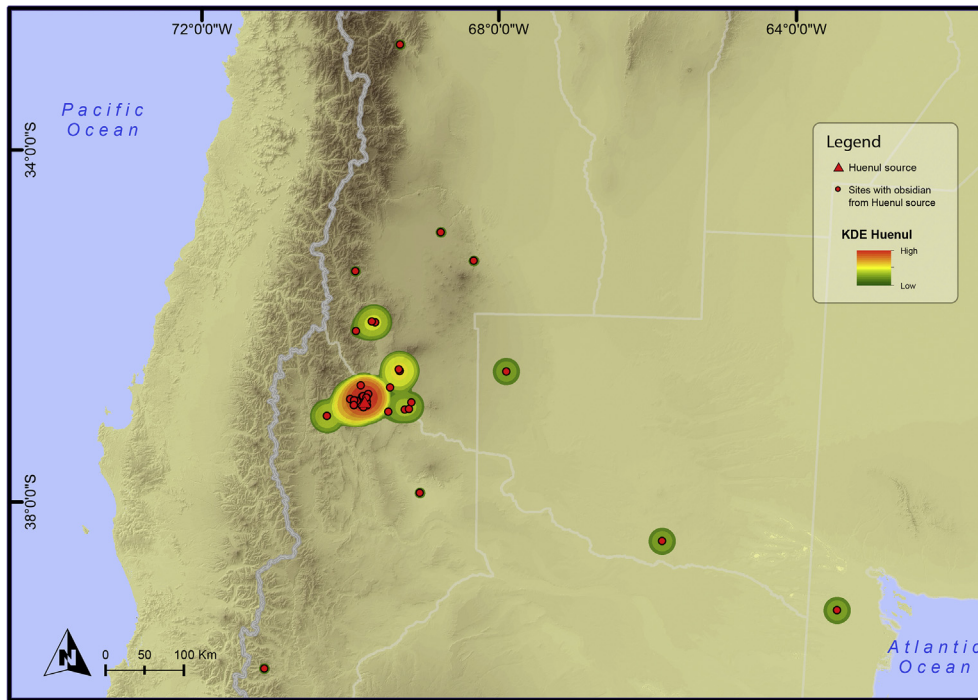 72°0'0"W
68°0'0"W
64°0'0"W
Pacific
Ocean
34°0'0"S
Legend
Huenul source
Sites with obsidian
from Huenul source
KDE Huenul
High
Low
38°0'0"S
N
0 50 100 Km
Atlantic
Ocean